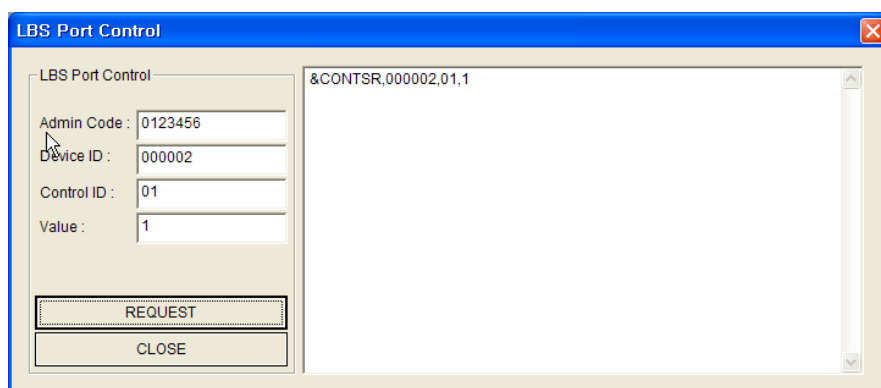 LBS Port Control
LBS Port Control
Admin Code : 0123456
Device ID : 000002
Control ID : 01
Value : 1
REQUEST
CLOSE
&CONTSR,000002,01,1